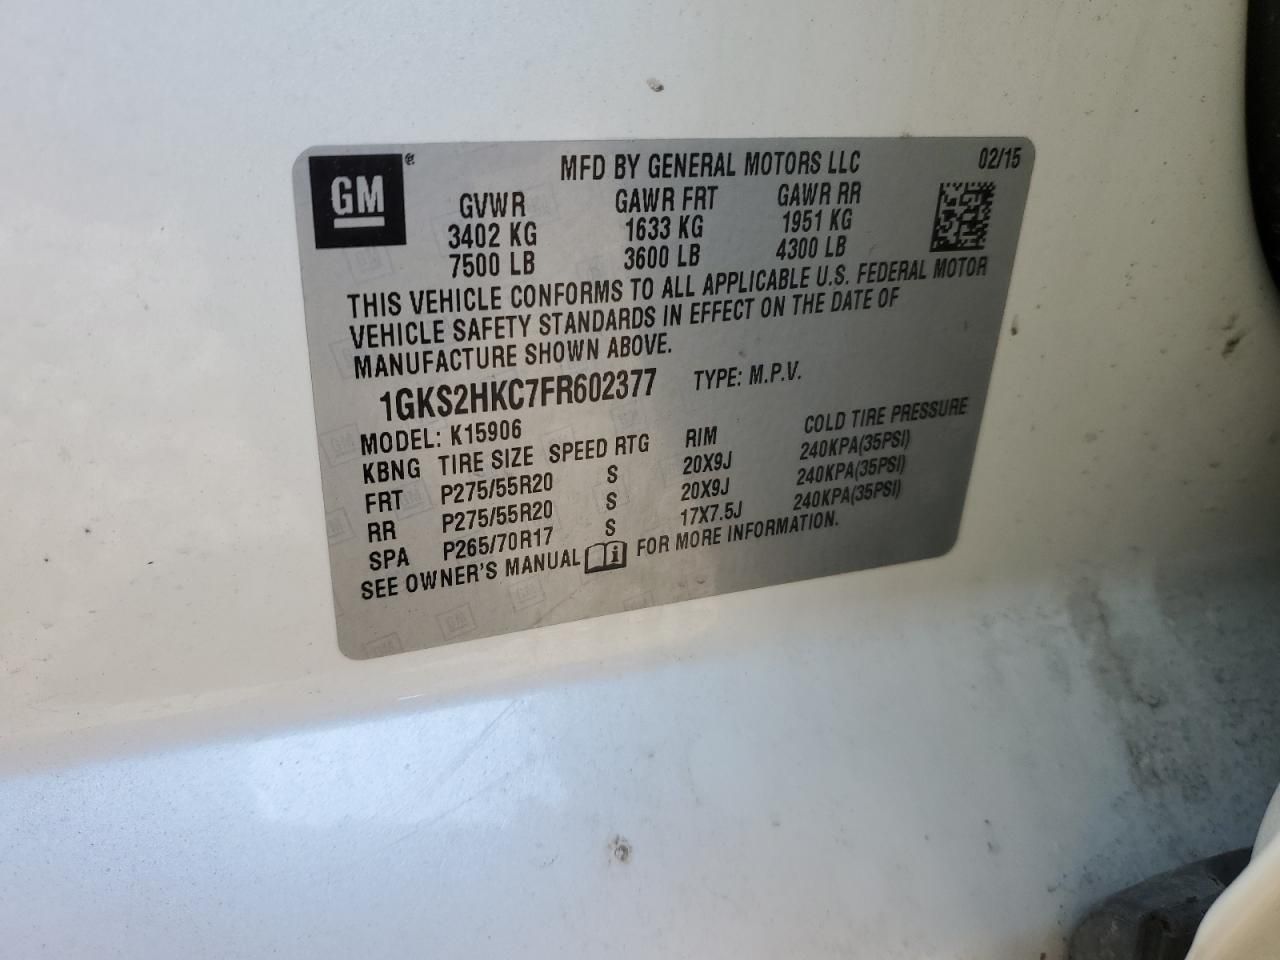 GM
MFD BY GENERAL MOTORS LLC 02/15
GVWR GAWR FRT GAWR RR
3402 KG 1633 KG 1951 KG
7500 LB 3600 LB 4300 LB
THIS VEHICLE CONFORMS TO ALL APPLICABLE U.S. FEDERAL MOTOR
VEHICLE SAFETY STANDARDS IN EFFECT ON THE DATE OF
MANUFACTURE SHOWN ABOVE.
1GKS2HKC7FR602377 TYPE: M.P.V.
MODEL: K15906
KBNG TIRE SIZE SPEED RTG RIM COLD TIRE PRESSURE
FRT P275/55R20 S 20X9J 240KPA(35PSI)
RR P275/55R20 S 20X9J 240KPA(35PSI)
SPA P265/70R17 S 17X7.5J 240KPA(35PSI)
SEE OWNER'S MANUAL FOR MORE INFORMATION.